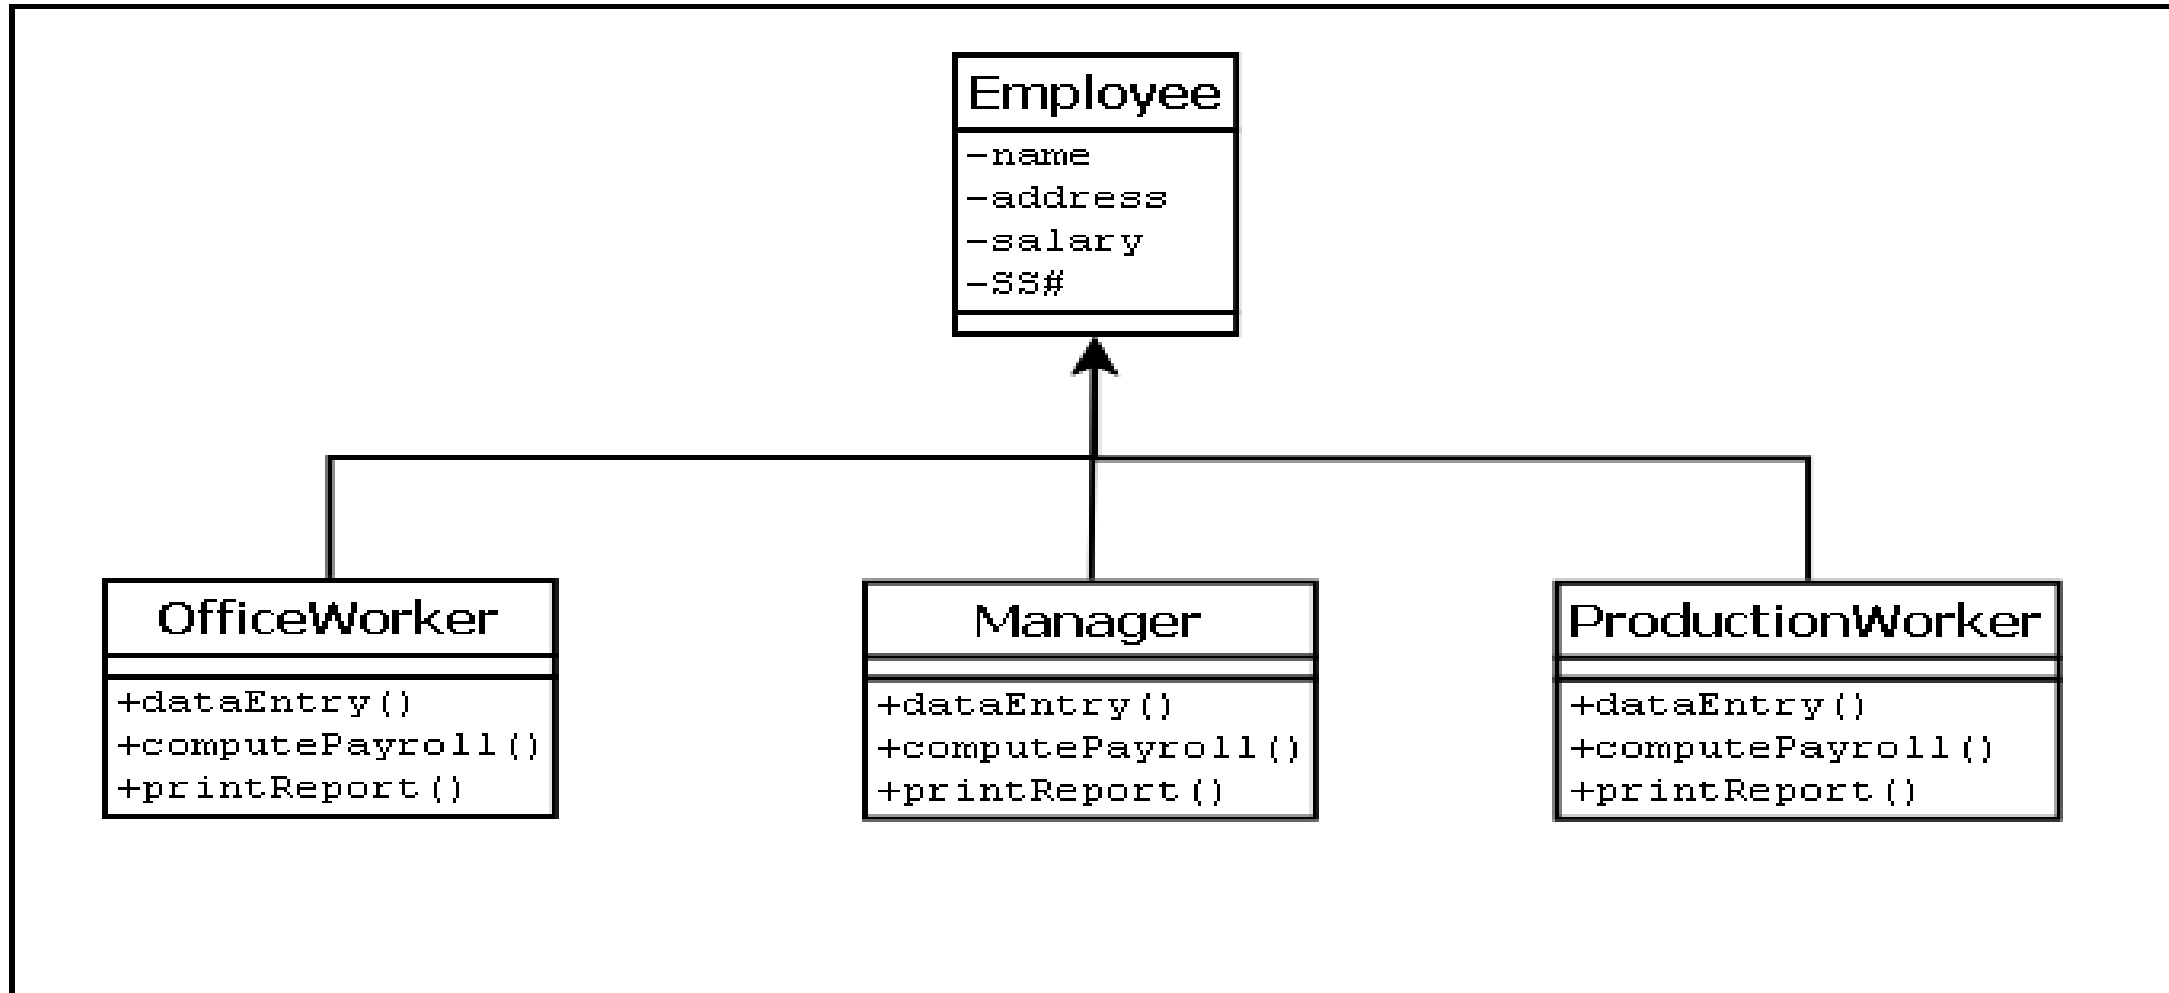 Employee
-name
-address
-salary
-SS#
OfficeWorker
+dataEntry()
+computePayroll()
+printReport()
Manager
+dataEntry()
+computePayroll()
+printReport()
ProductionWorker
+dataEntry()
+computePayroll()
+printReport()